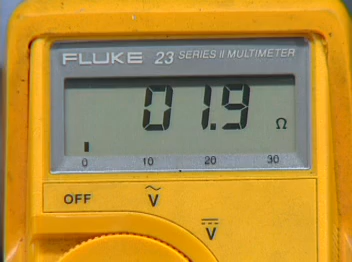 FLUKE 23 SERIES II MULTIMETER
01.9 Ω
0 10 20 30
OFF Ṽ
V